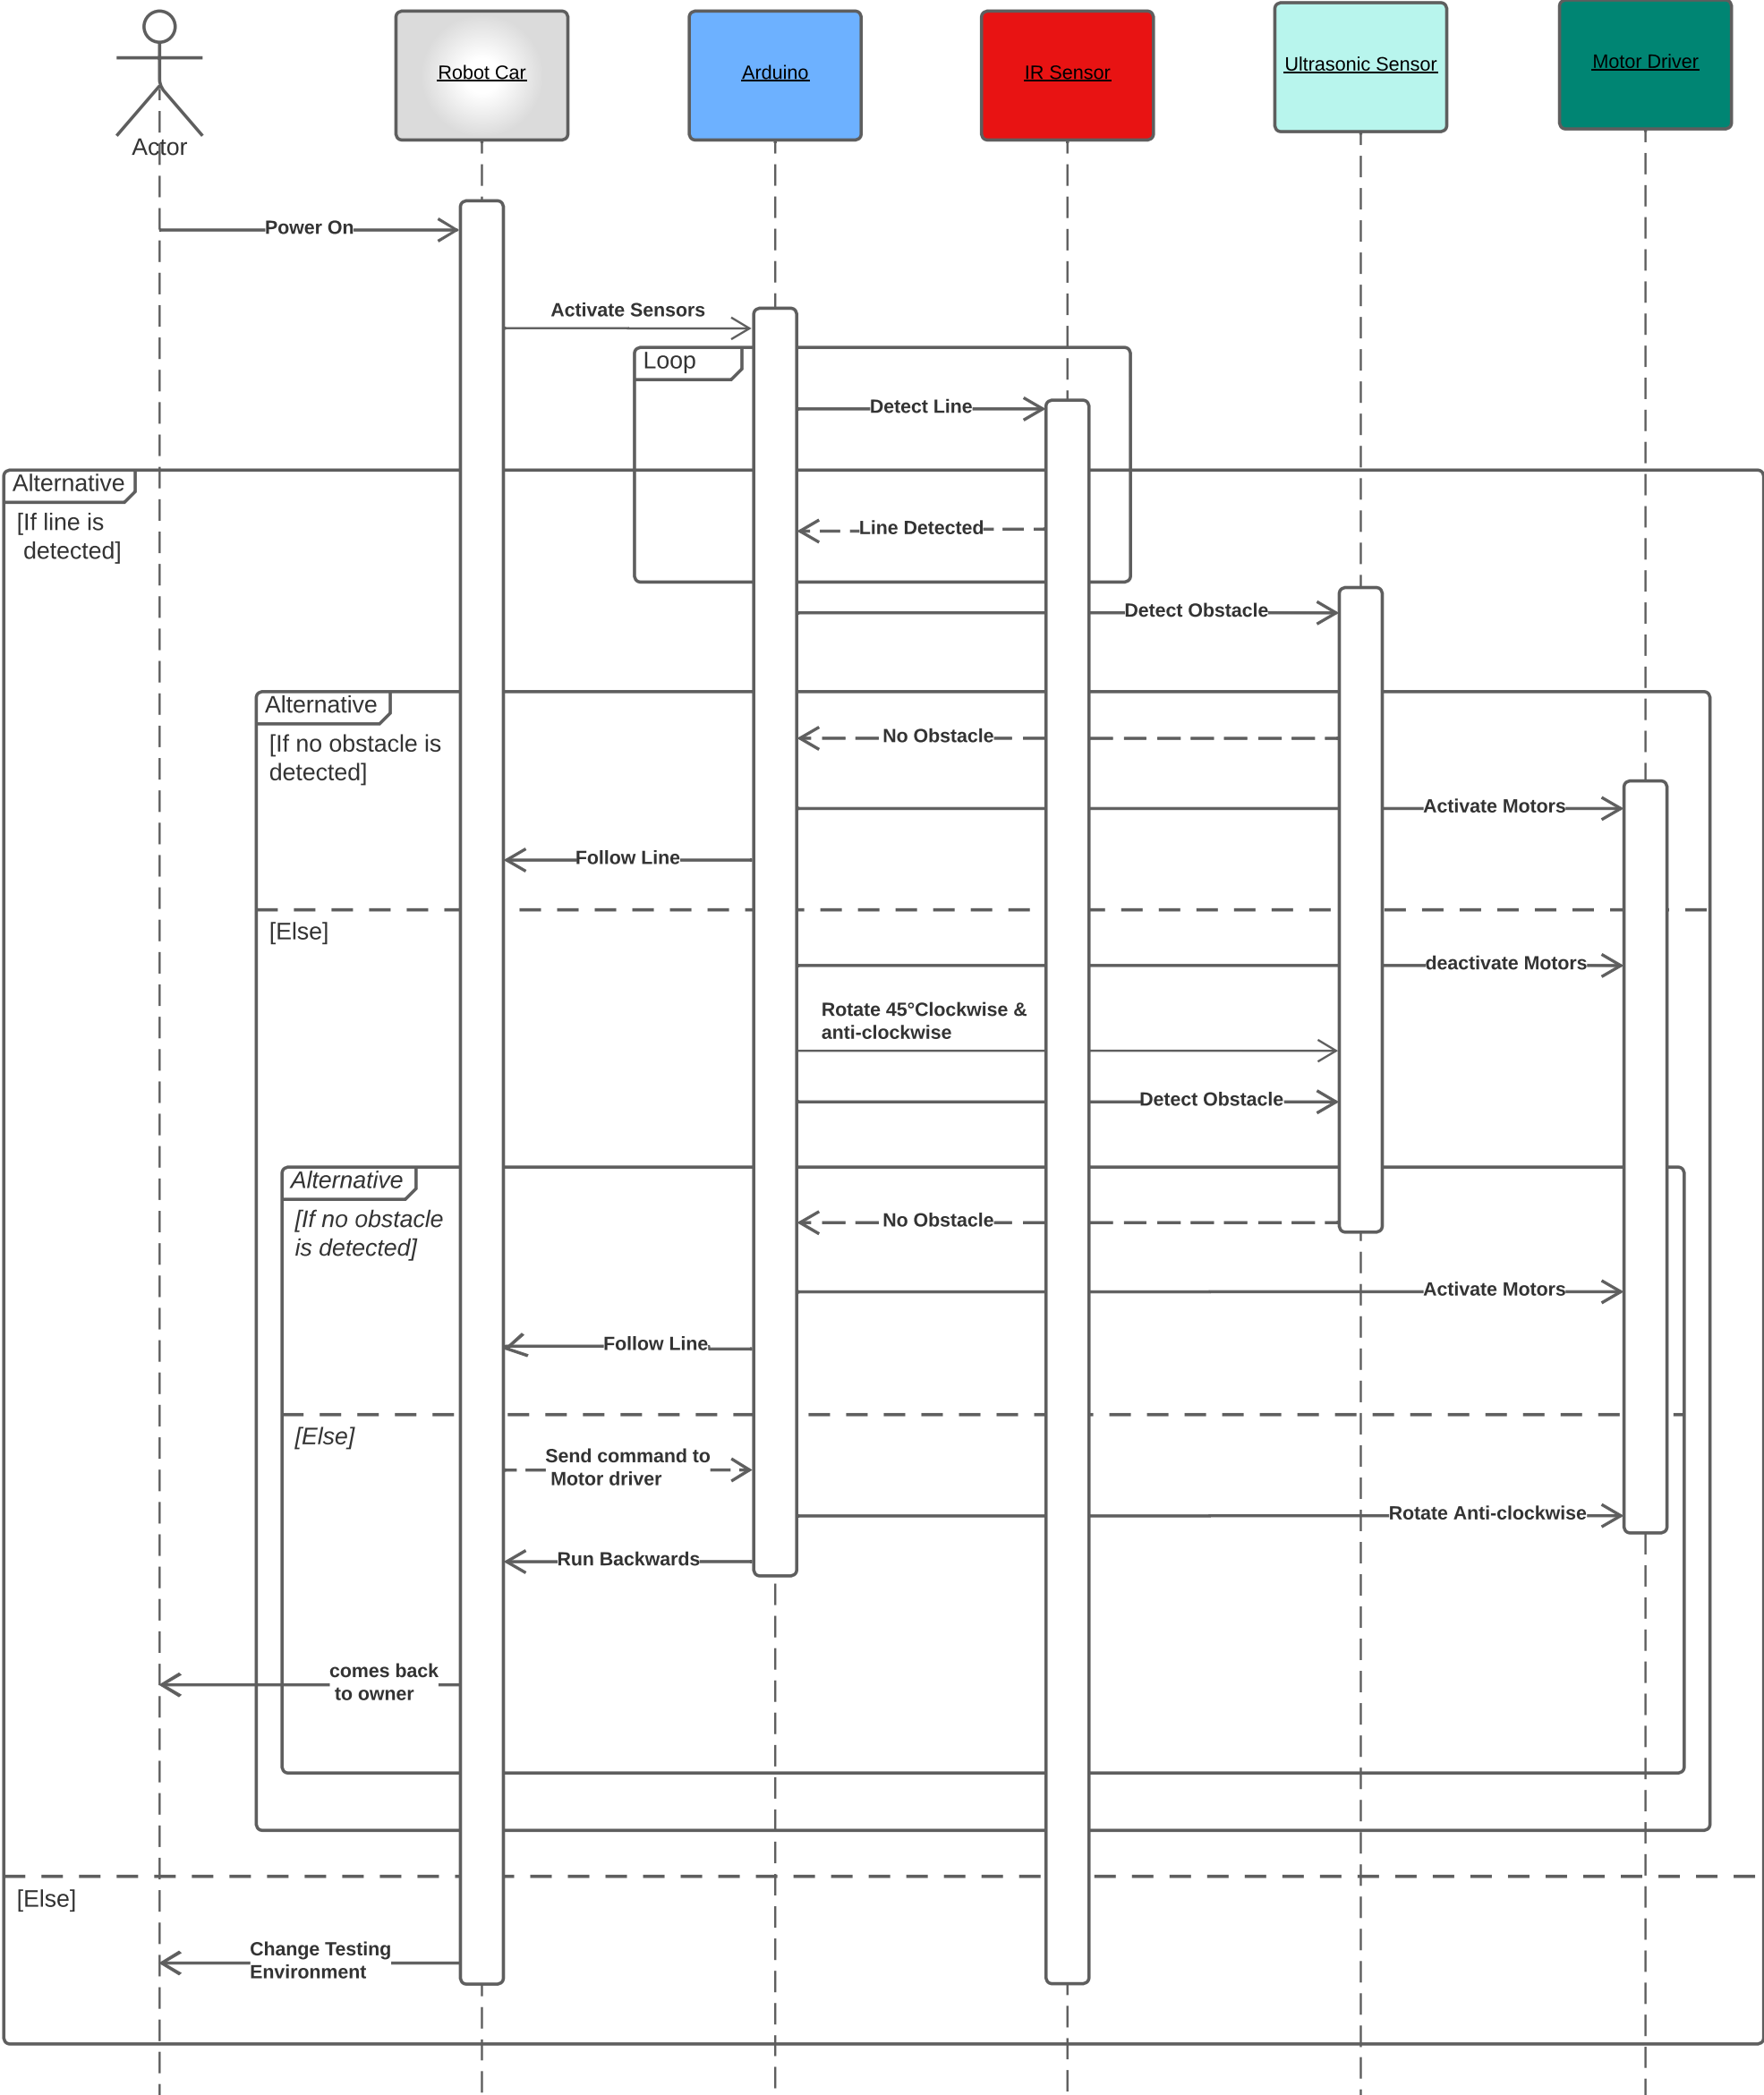 Actor
Robot Car
Arduino
IR Sensor
Ultrasonic Sensor
Motor Driver
Power On
Activate Sensors
Loop
Detect Line
Alternative
[If line is
detected]
Line Detected
Detect Obstacle
Alternative
[If no obstacle is
detected]
No Obstacle
Activate Motors
Follow Line
[Else]
deactivate Motors
Rotate 45°Clockwise &
anti-clockwise
Detect Obstacle
Alternative
[If no obstacle
is detected]
No Obstacle
Activate Motors
Follow Line
[Else]
Send command to
Motor driver
Rotate Anti-clockwise
Run Backwards
comes back
to owner
[Else]
Change Testing
Environment